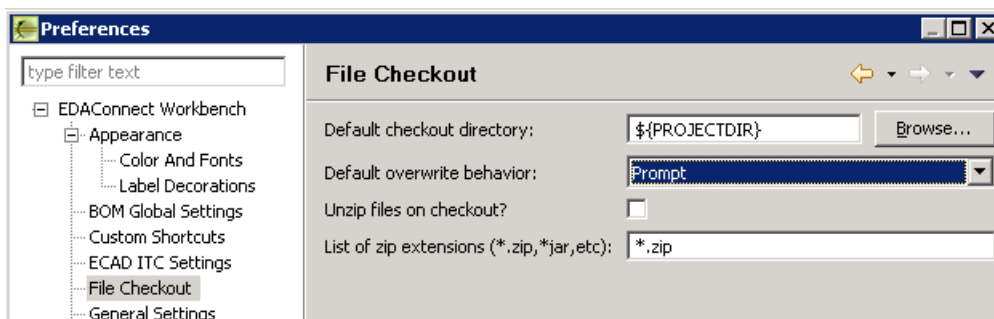 Preferences
type filter text
EDAConnect Workbench
Appearance
Color And Fonts
Label Decorations
BOM Global Settings
Custom Shortcuts
ECAD ITC Settings
File Checkout
General Settings
File Checkout
Default checkout directory: ${PROJECTDIR} Browse...
Default overwrite behavior: Prompt
Unzip files on checkout?
List of zip extensions (*.zip,*jar,etc): *.zip